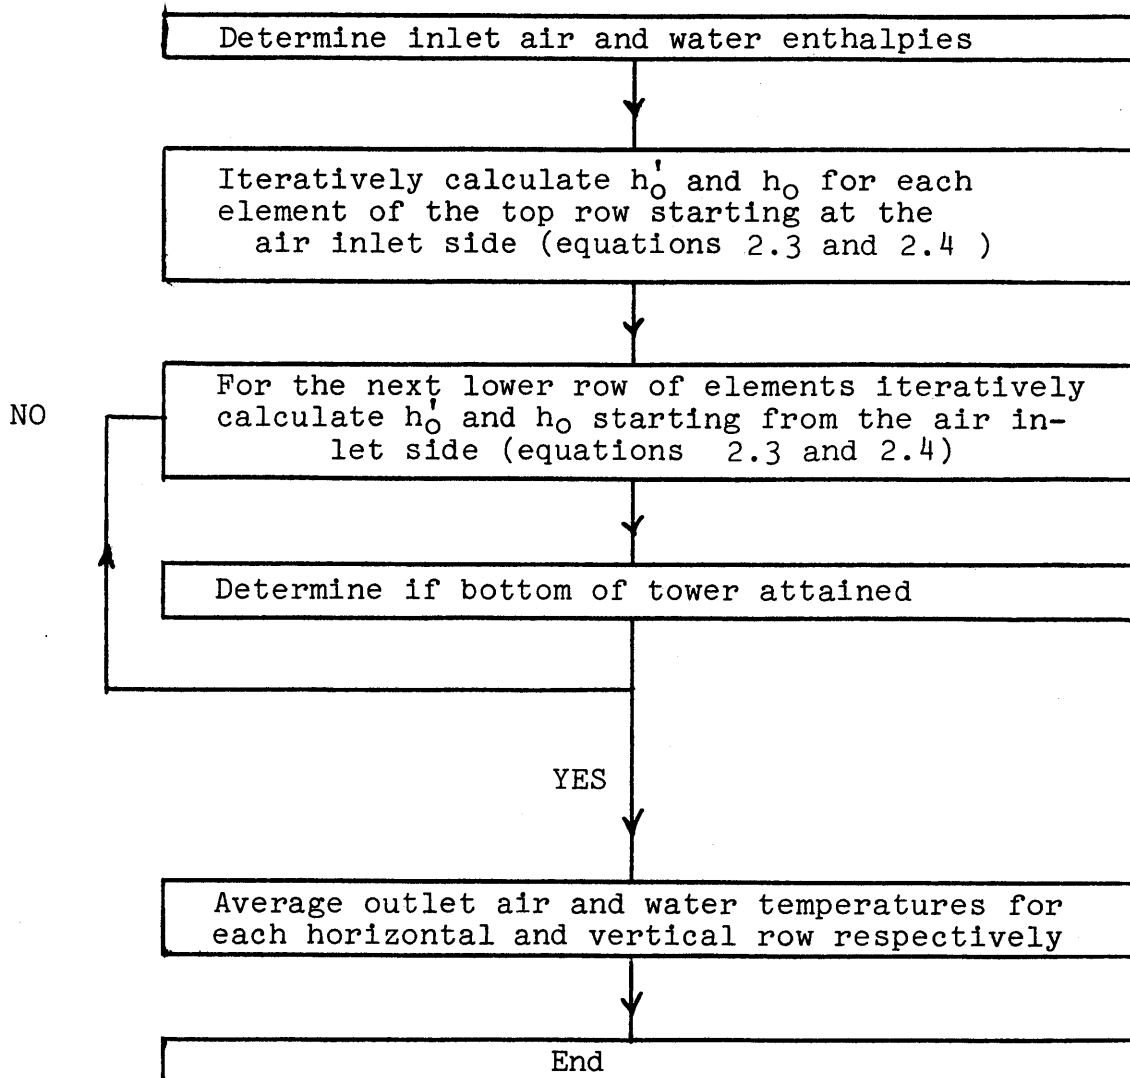 Determine inlet air and water enthalpies
Iteratively calculate h'o and ho for each
element of the top row starting at the
air inlet side (equations 2.3 and 2.4 )
For the next lower row of elements iteratively
NO
calculate h'o and ho starting from the air in-
let side (equations 2.3 and 2.4)
Determine if bottom of tower attained
YES
Average outlet air and water temperatures for
each horizontal and vertical row respectively
End